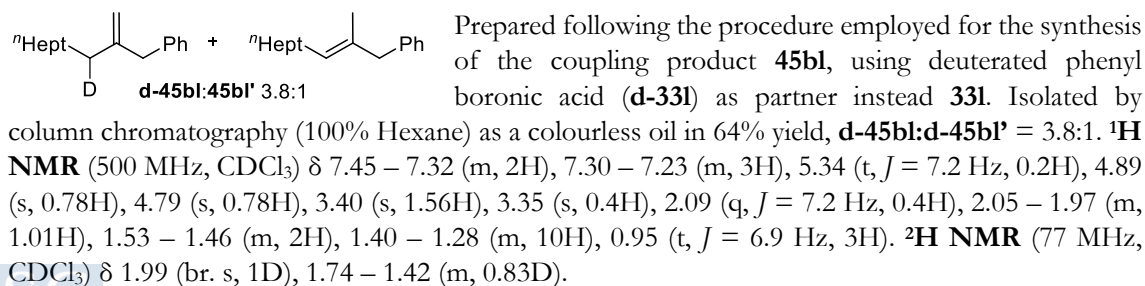 ⁿHept Ph + ⁿHept Ph
D
d-45bl:45bl' 3.8:1
Prepared following the procedure employed for the synthesis
of the coupling product 45bl, using deuterated phenyl
boronic acid (d-33l) as partner instead 33l. Isolated by
column chromatography (100% Hexane) as a colourless oil in 64% yield, d-45bl:d-45bl’ = 3.8:1. ¹H
NMR (500 MHz, CDCl₃) δ 7.45 – 7.32 (m, 2H), 7.30 – 7.23 (m, 3H), 5.34 (t, J = 7.2 Hz, 0.2H), 4.89
(s, 0.78H), 4.79 (s, 0.78H), 3.40 (s, 1.56H), 3.35 (s, 0.4H), 2.09 (q, J = 7.2 Hz, 0.4H), 2.05 – 1.97 (m,
1.01H), 1.53 – 1.46 (m, 2H), 1.40 – 1.28 (m, 10H), 0.95 (t, J = 6.9 Hz, 3H). ²H NMR (77 MHz,
CDCl₃) δ 1.99 (br. s, 1D), 1.74 – 1.42 (m, 0.83D).